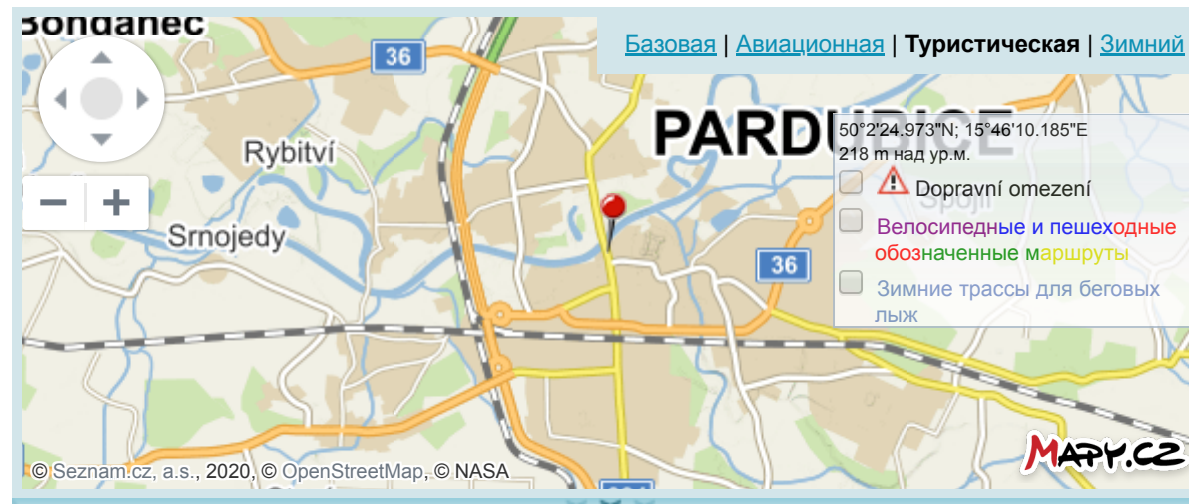 Bohdaneč
36
Базовая | Авиационная | Туристическая | Зимний
PARDUBICE
50°2'24.973"N; 15°46'10.185"E
218 m над ур.м.
Rybitví
Dopravní omezení
Spojil
Srnojedy
Велосипедные и пешеходные
обозначенные маршруты
36
Зимние трассы для беговых
лыж
© Seznam.cz, a.s., 2020, © OpenStreetMap, © NASA
MAPY.CZ